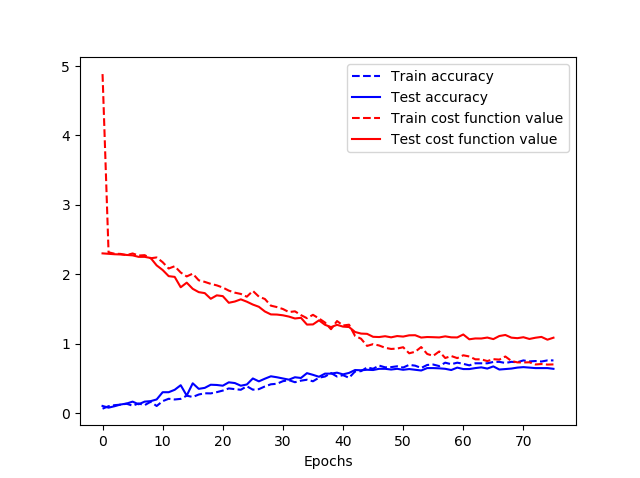 5
4
3
2
1
0
Train accuracy
Test accuracy
Train cost function value
Test cost function value
0 10 20 30 40 50 60 70
Epochs